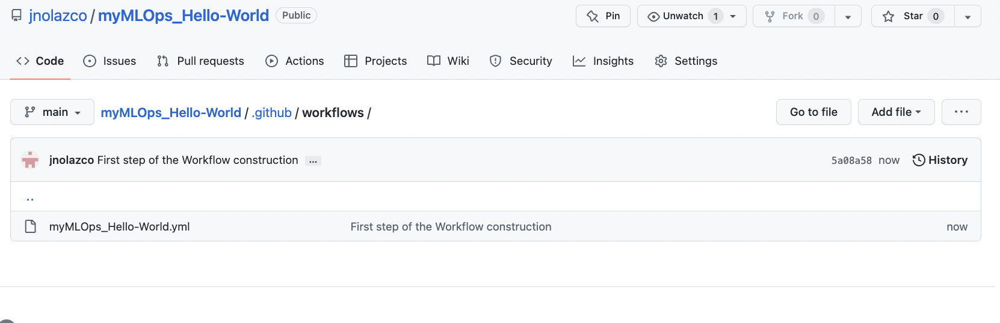 jnolazco / myMLOps_Hello-World Public Pin Unwatch 1 Fork 0 Star 0
Code Issues Pull requests Actions Projects Wiki Security Insights Settings
main myMLOps_Hello-World / .github / workflows / Go to file Add file ...
jnolazco First step of the Workflow construction ... 5a08a58 now History
..
myMLOps_Hello-World.yml First step of the Workflow construction now